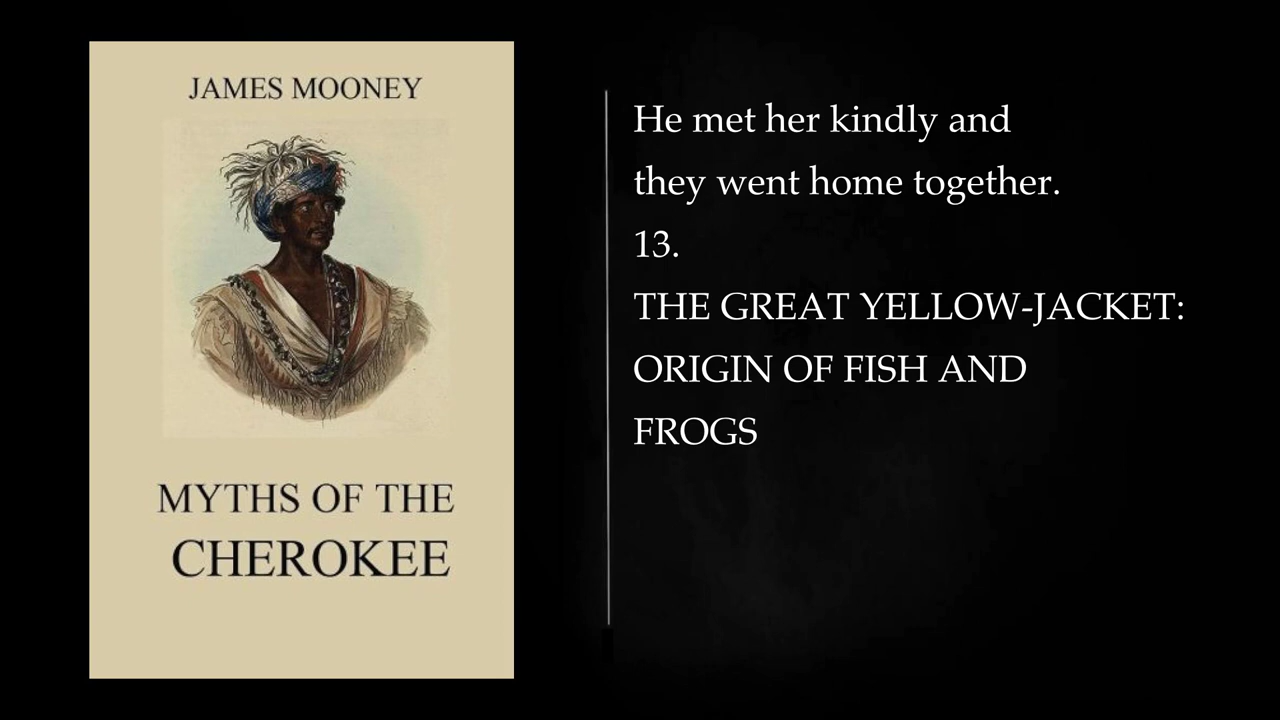 JAMES MOONEY
MYTHS OF THE
CHEROKEE
He met her kindly and
they went home together.
13.
THE GREAT YELLOW-JACKET:
ORIGIN OF FISH AND
FROGS